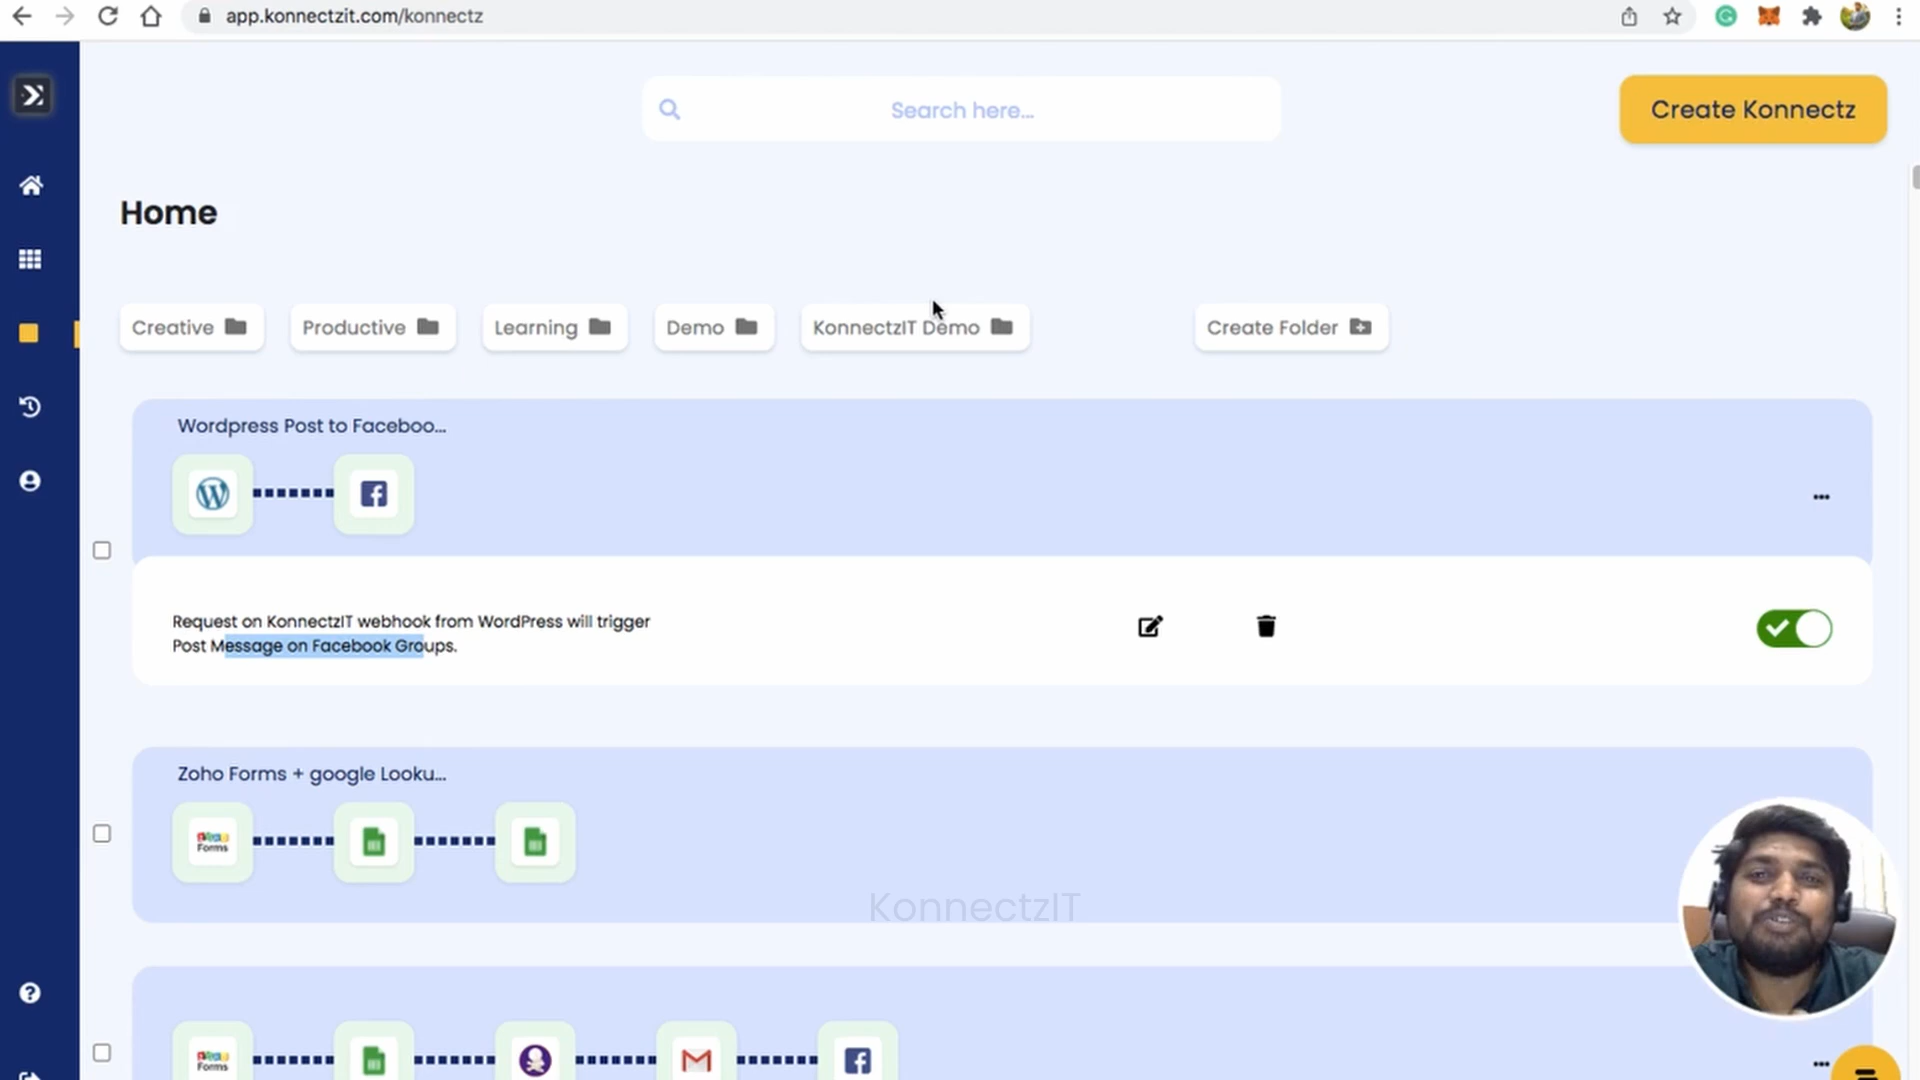 app.konnectzit.com/konnectz
Search here...
Create Konnectz
Home
Creative
Productive
Learning
Demo
KonnectzIT Demo
Create Folder
Wordpress Post to Faceboo...
Request on KonnectzIT webhook from WordPress will trigger
Post Message on Facebook Groups.
Zoho Forms + google Looku...
Forms
KonnectzIT
Forms